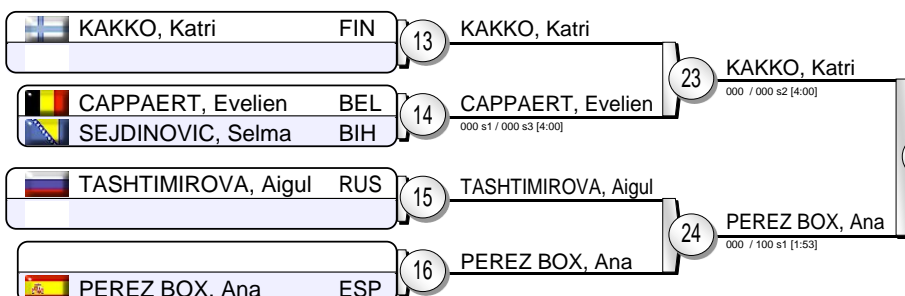 KAKKO, Katri FIN
13
KAKKO, Katri
23
KAKKO, Katri
000 / 000 s2 [4:00]
CAPPAERT, Evelien BEL
SEJDINOVIC, Selma BIH
14
CAPPAERT, Evelien
000 s1 / 000 s3 [4:00]
TASHTIMIROVA, Aigul RUS
15
TASHTIMIROVA, Aigul
24
PEREZ BOX, Ana
000 / 100 s1 [1:53]
16
PEREZ BOX, Ana
PEREZ BOX, Ana ESP